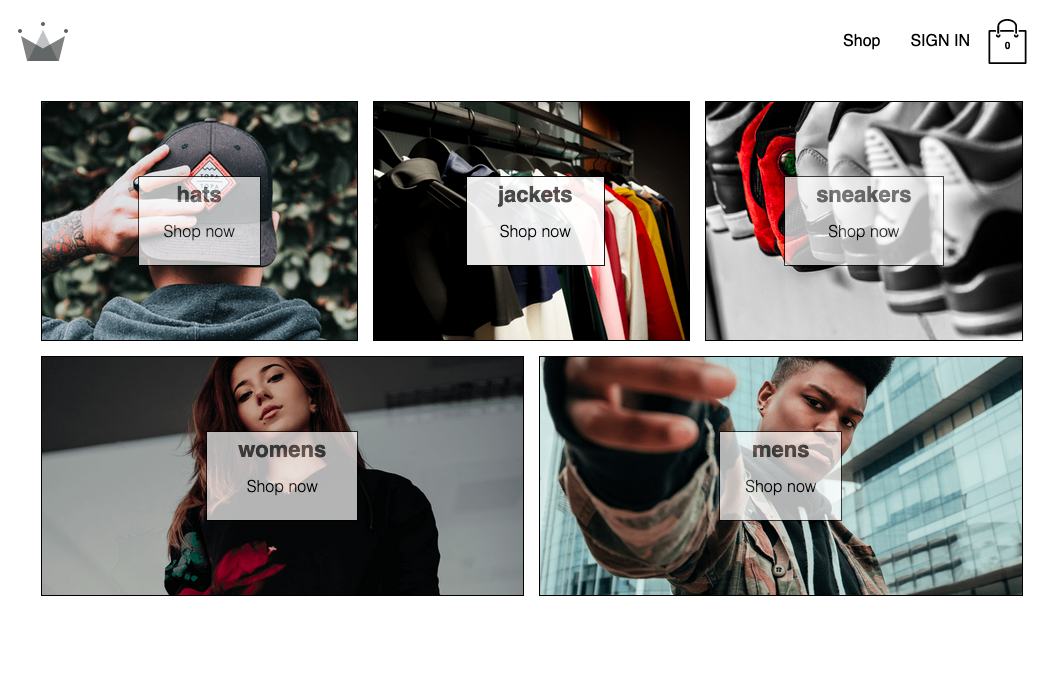 Shop
SIGN IN
0
hats
Shop now
jackets
Shop now
sneakers
Shop now
womens
Shop now
mens
Shop now